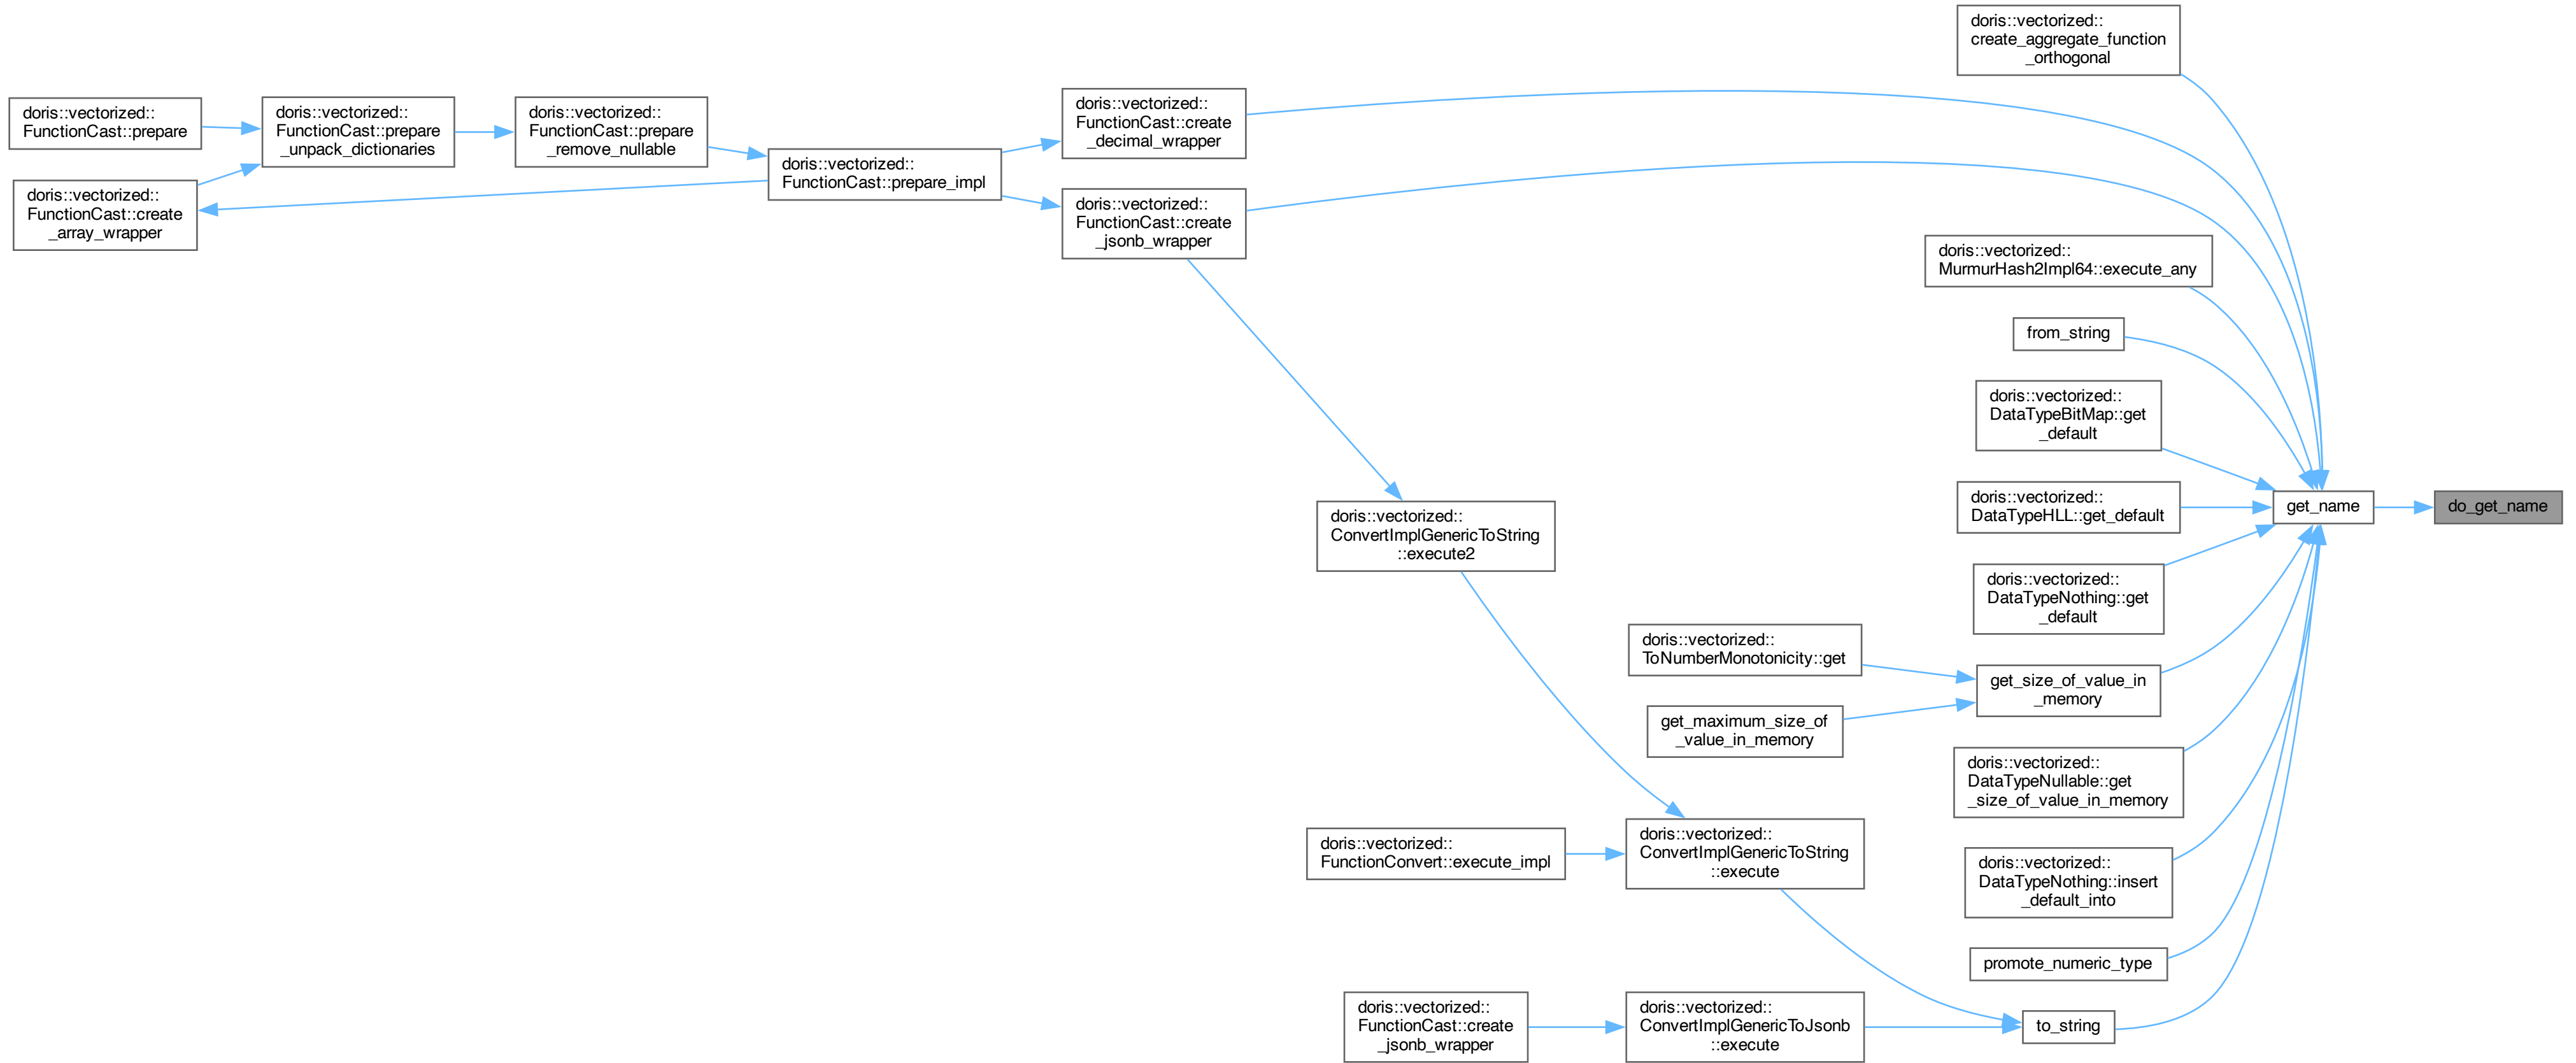 doris::vectorized::
create_aggregate_function
_orthogonal
doris::vectorized::
FunctionCast::prepare
doris::vectorized::
FunctionCast::prepare
_unpack_dictionaries
doris::vectorized::
FunctionCast::prepare
_remove_nullable
doris::vectorized::
FunctionCast::create
_decimal_wrapper
doris::vectorized::
FunctionCast::prepare_impl
doris::vectorized::
FunctionCast::create
_array_wrapper
doris::vectorized::
FunctionCast::create
_jsonb_wrapper
doris::vectorized::
MurmurHash2Impl64::execute_any
from_string
doris::vectorized::
DataTypeBitMap::get
_default
doris::vectorized::
DataTypeHLL::get_default
get_name
do_get_name
doris::vectorized::
ConvertImplGenericToString
::execute2
doris::vectorized::
DataTypeNothing::get
_default
doris::vectorized::
ToNumberMonotonicity::get
get_size_of_value_in
_memory
get_maximum_size_of
_value_in_memory
doris::vectorized::
DataTypeNullable::get
_size_of_value_in_memory
doris::vectorized::
FunctionConvert::execute_impl
doris::vectorized::
ConvertImplGenericToString
::execute
doris::vectorized::
DataTypeNothing::insert
_default_into
promote_numeric_type
doris::vectorized::
FunctionCast::create
_jsonb_wrapper
doris::vectorized::
ConvertImplGenericToJsonb
::execute
to_string